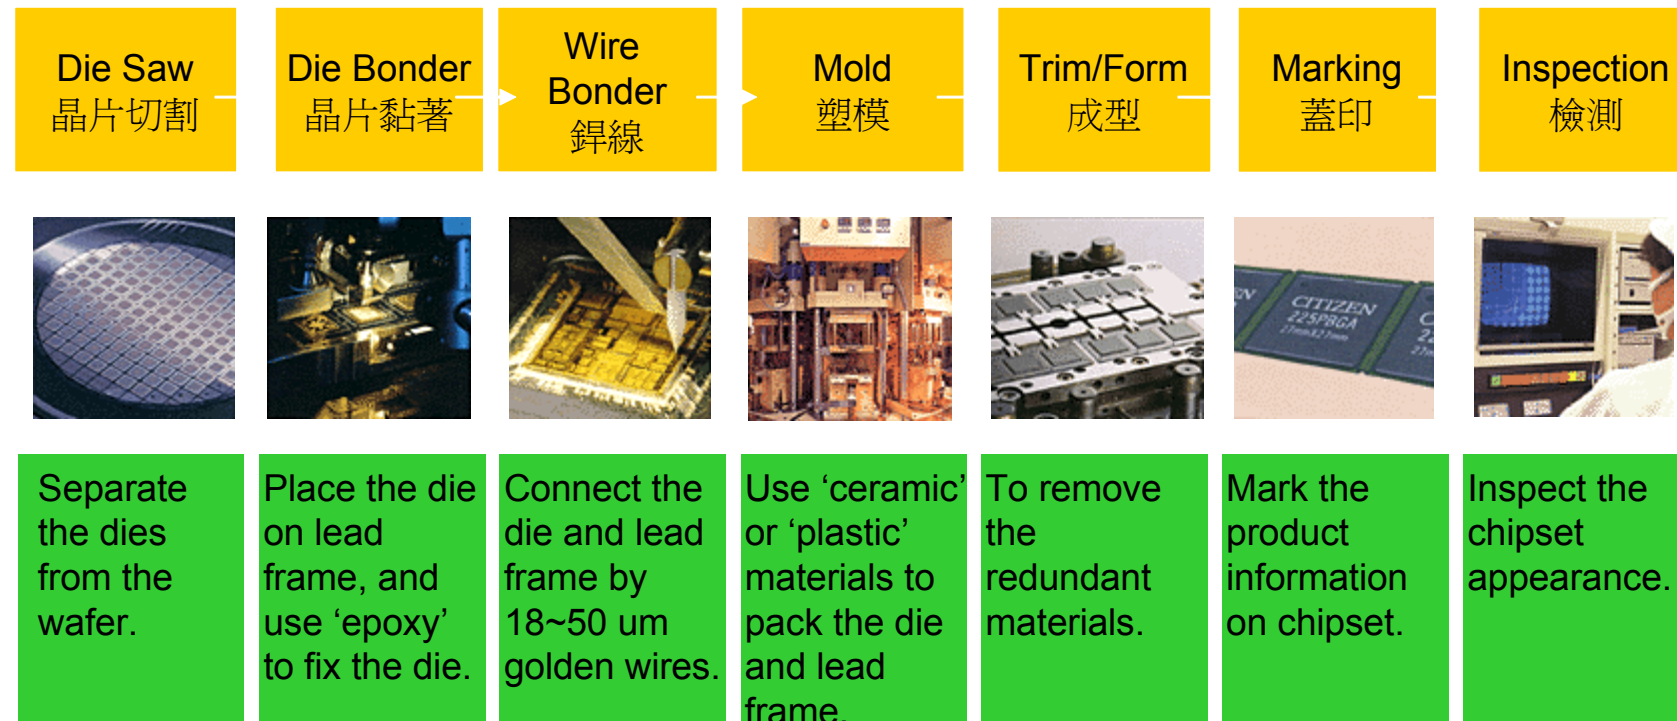 Die Saw
晶片切割
Die Bonder
晶片黏著
Wire
Bonder
銲線
Mold
塑模
Trim/Form
成型
Marking
蓋印
Inspection
檢測
CITIZEN
225PBGA
27mmX27mm
Separate
the dies
from the
wafer.
Place the die
on lead
frame, and
use ‘epoxy’
to fix the die.
Connect the
die and lead
frame by
18~50 um
golden wires.
Use ‘ceramic’
or ‘plastic’
materials to
pack the die
and lead
frame.
To remove
the
redundant
materials.
Mark the
product
information
on chipset.
Inspect the
chipset
appearance.